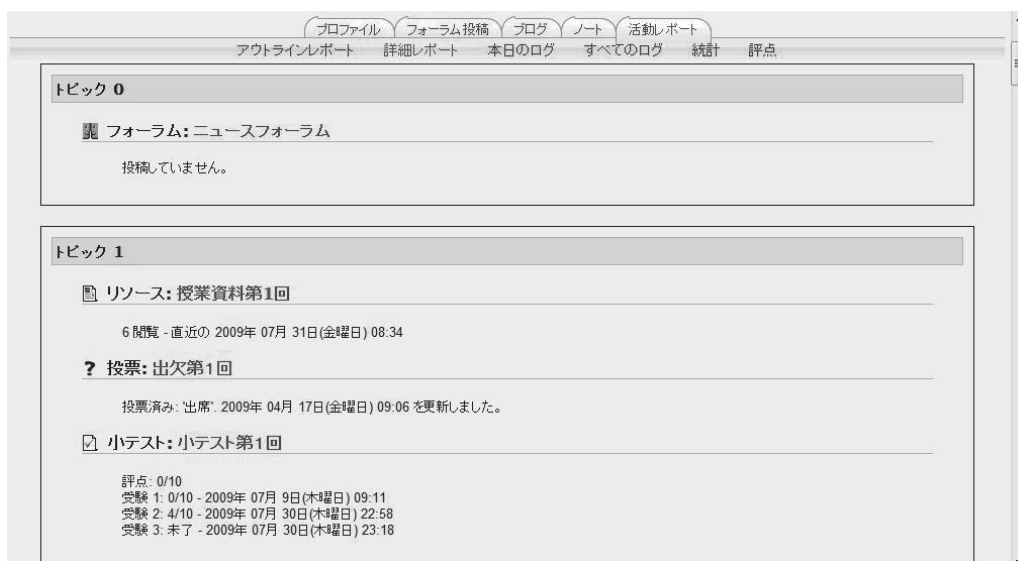 プロファイル フォーラム投稿 ブログ ノート 活動レポート
アウトラインレポート 詳細レポート 本日のログ すべてのログ 統計 評点
トピック 0
フォーラム: ニュースフォーラム
投稿していません。
トピック 1
リソース: 授業資料第1回
6 閲覧 - 直近の 2009年 07月 31日(金曜日) 08:34
? 投票: 出欠第1回
投票済み: '出席'. 2009年 04月 17日(金曜日) 09:06 を更新しました。
小テスト: 小テスト第1回
評点: 0/10
受験 1: 0/10 - 2009年 07月 9日(木曜日) 09:11
受験 2: 4/10 - 2009年 07月 30日(木曜日) 22:58
受験 3: 未了 - 2009年 07月 30日(木曜日) 23:18